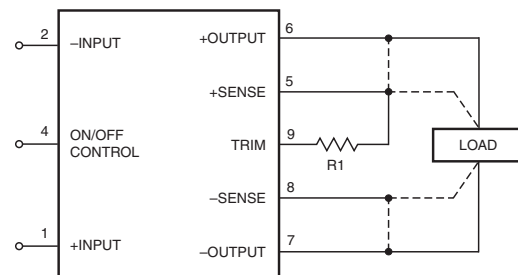 2
–INPUT
+OUTPUT
6
+SENSE
5
4
ON/OFF
CONTROL
TRIM
9
R1
LOAD
–SENSE
8
1
+INPUT
–OUTPUT
7